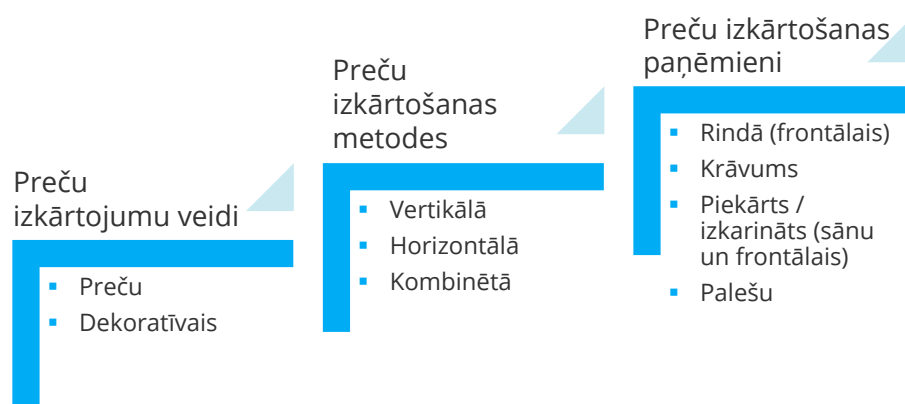 Preču
izkārtojumu veidi
▪ Preču
▪ Dekoratīvais
Preču
izkārtošanas
metodes
▪ Vertikālā
▪ Horizontālā
▪ Kombinētā
Preču izkārtošanas
paņēmieni
▪ Rindā (frontālais)
▪ Krāvums
▪ Piekārts /
izkarināts (sānu
un frontālais)
▪ Palešu